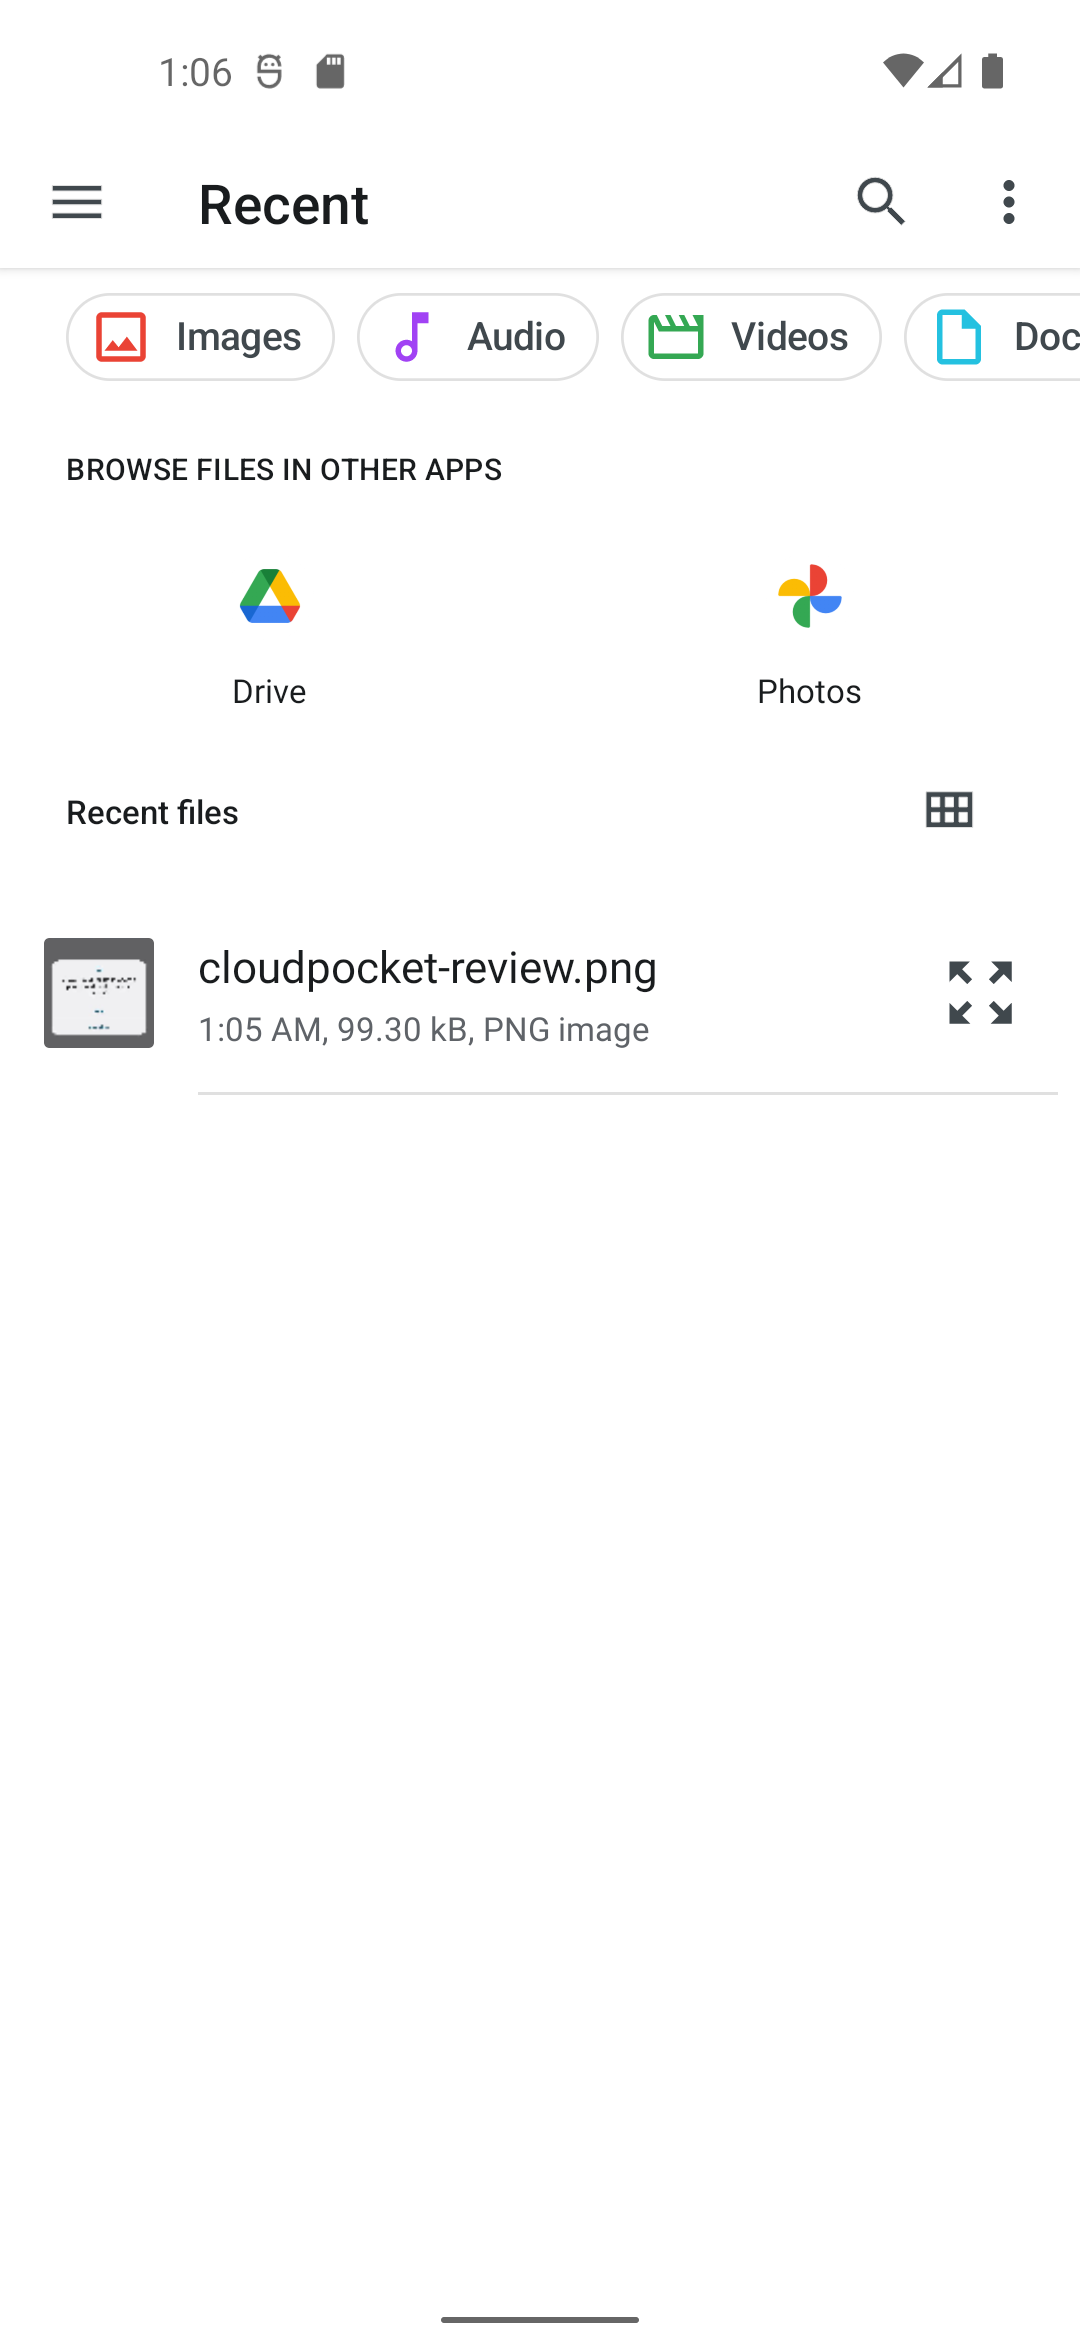 1:06
Recent
Images
Audio
Videos
Doc
BROWSE FILES IN OTHER APPS
Drive
Photos
Recent files
cloudpocket-review.png
1:05 AM, 99.30 kB, PNG image